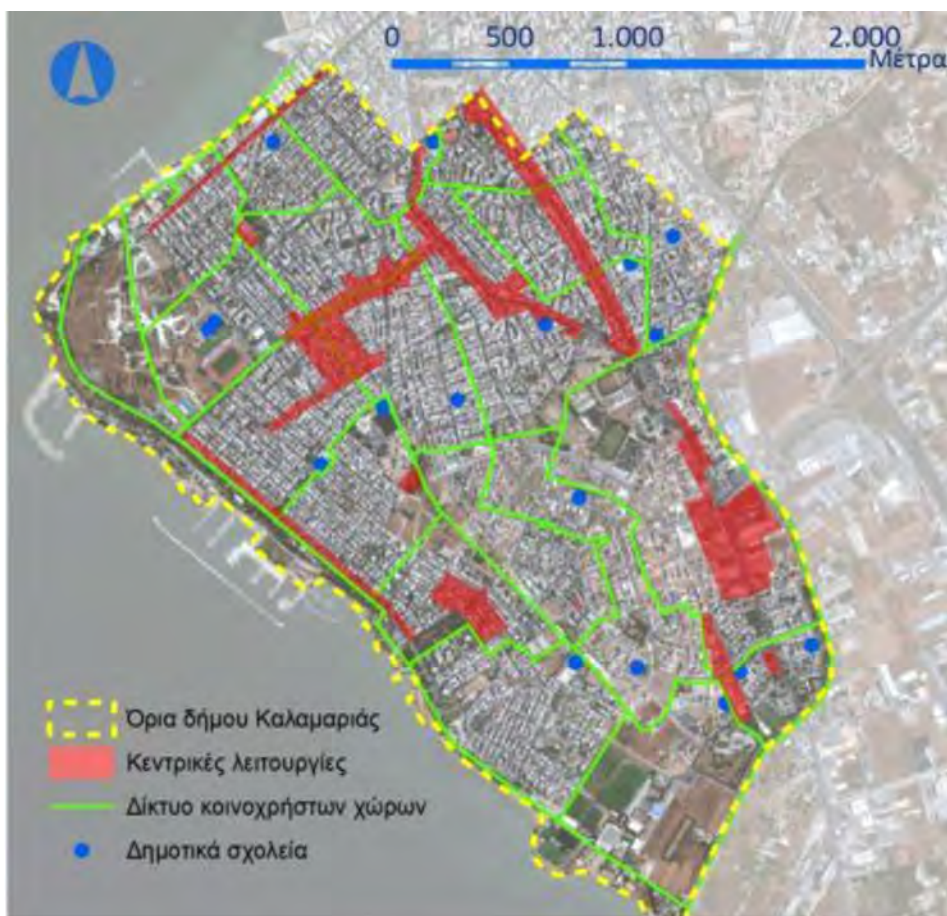 0 500 1.000 2.000
Μέτρα
Όρια δήμου Καλαμαριάς
Κεντρικές λειτουργίες
Δίκτυο κοινοχρήστων χώρων
Δημοτικά σχολεία